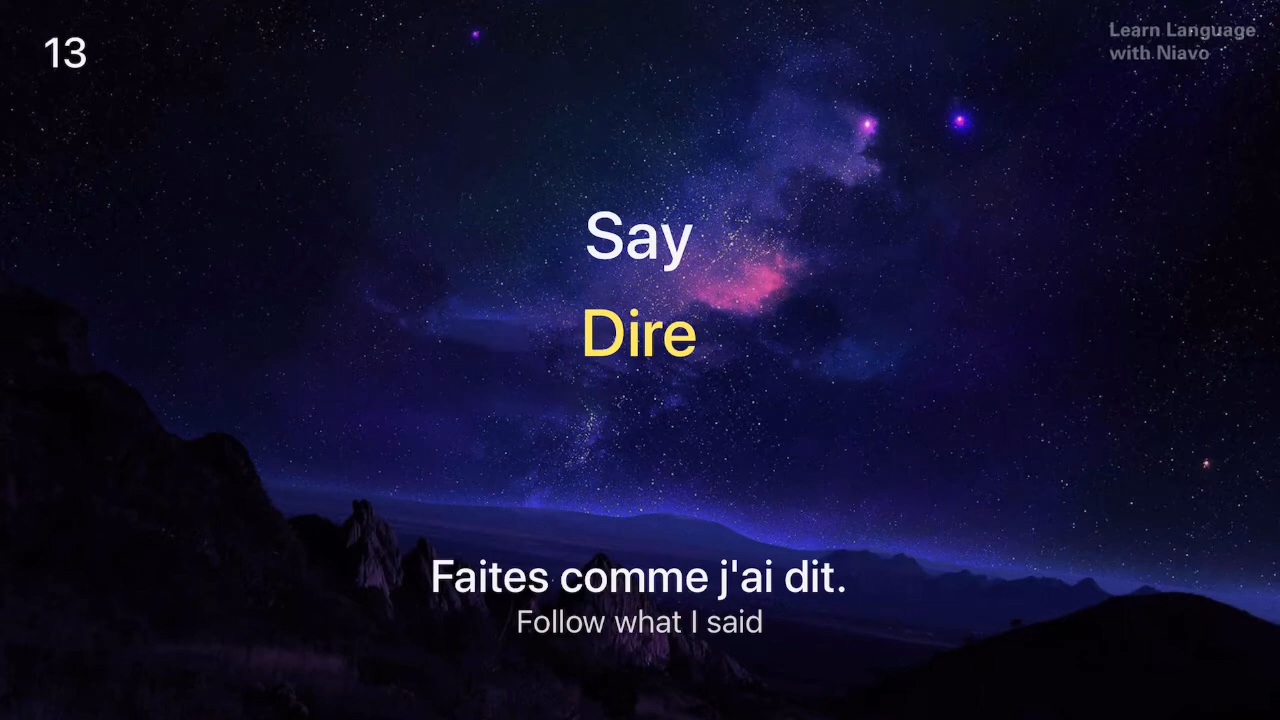 13
Learn Language
with Niavo
Say
Dire
Faites comme j'ai dit.
Follow what I said